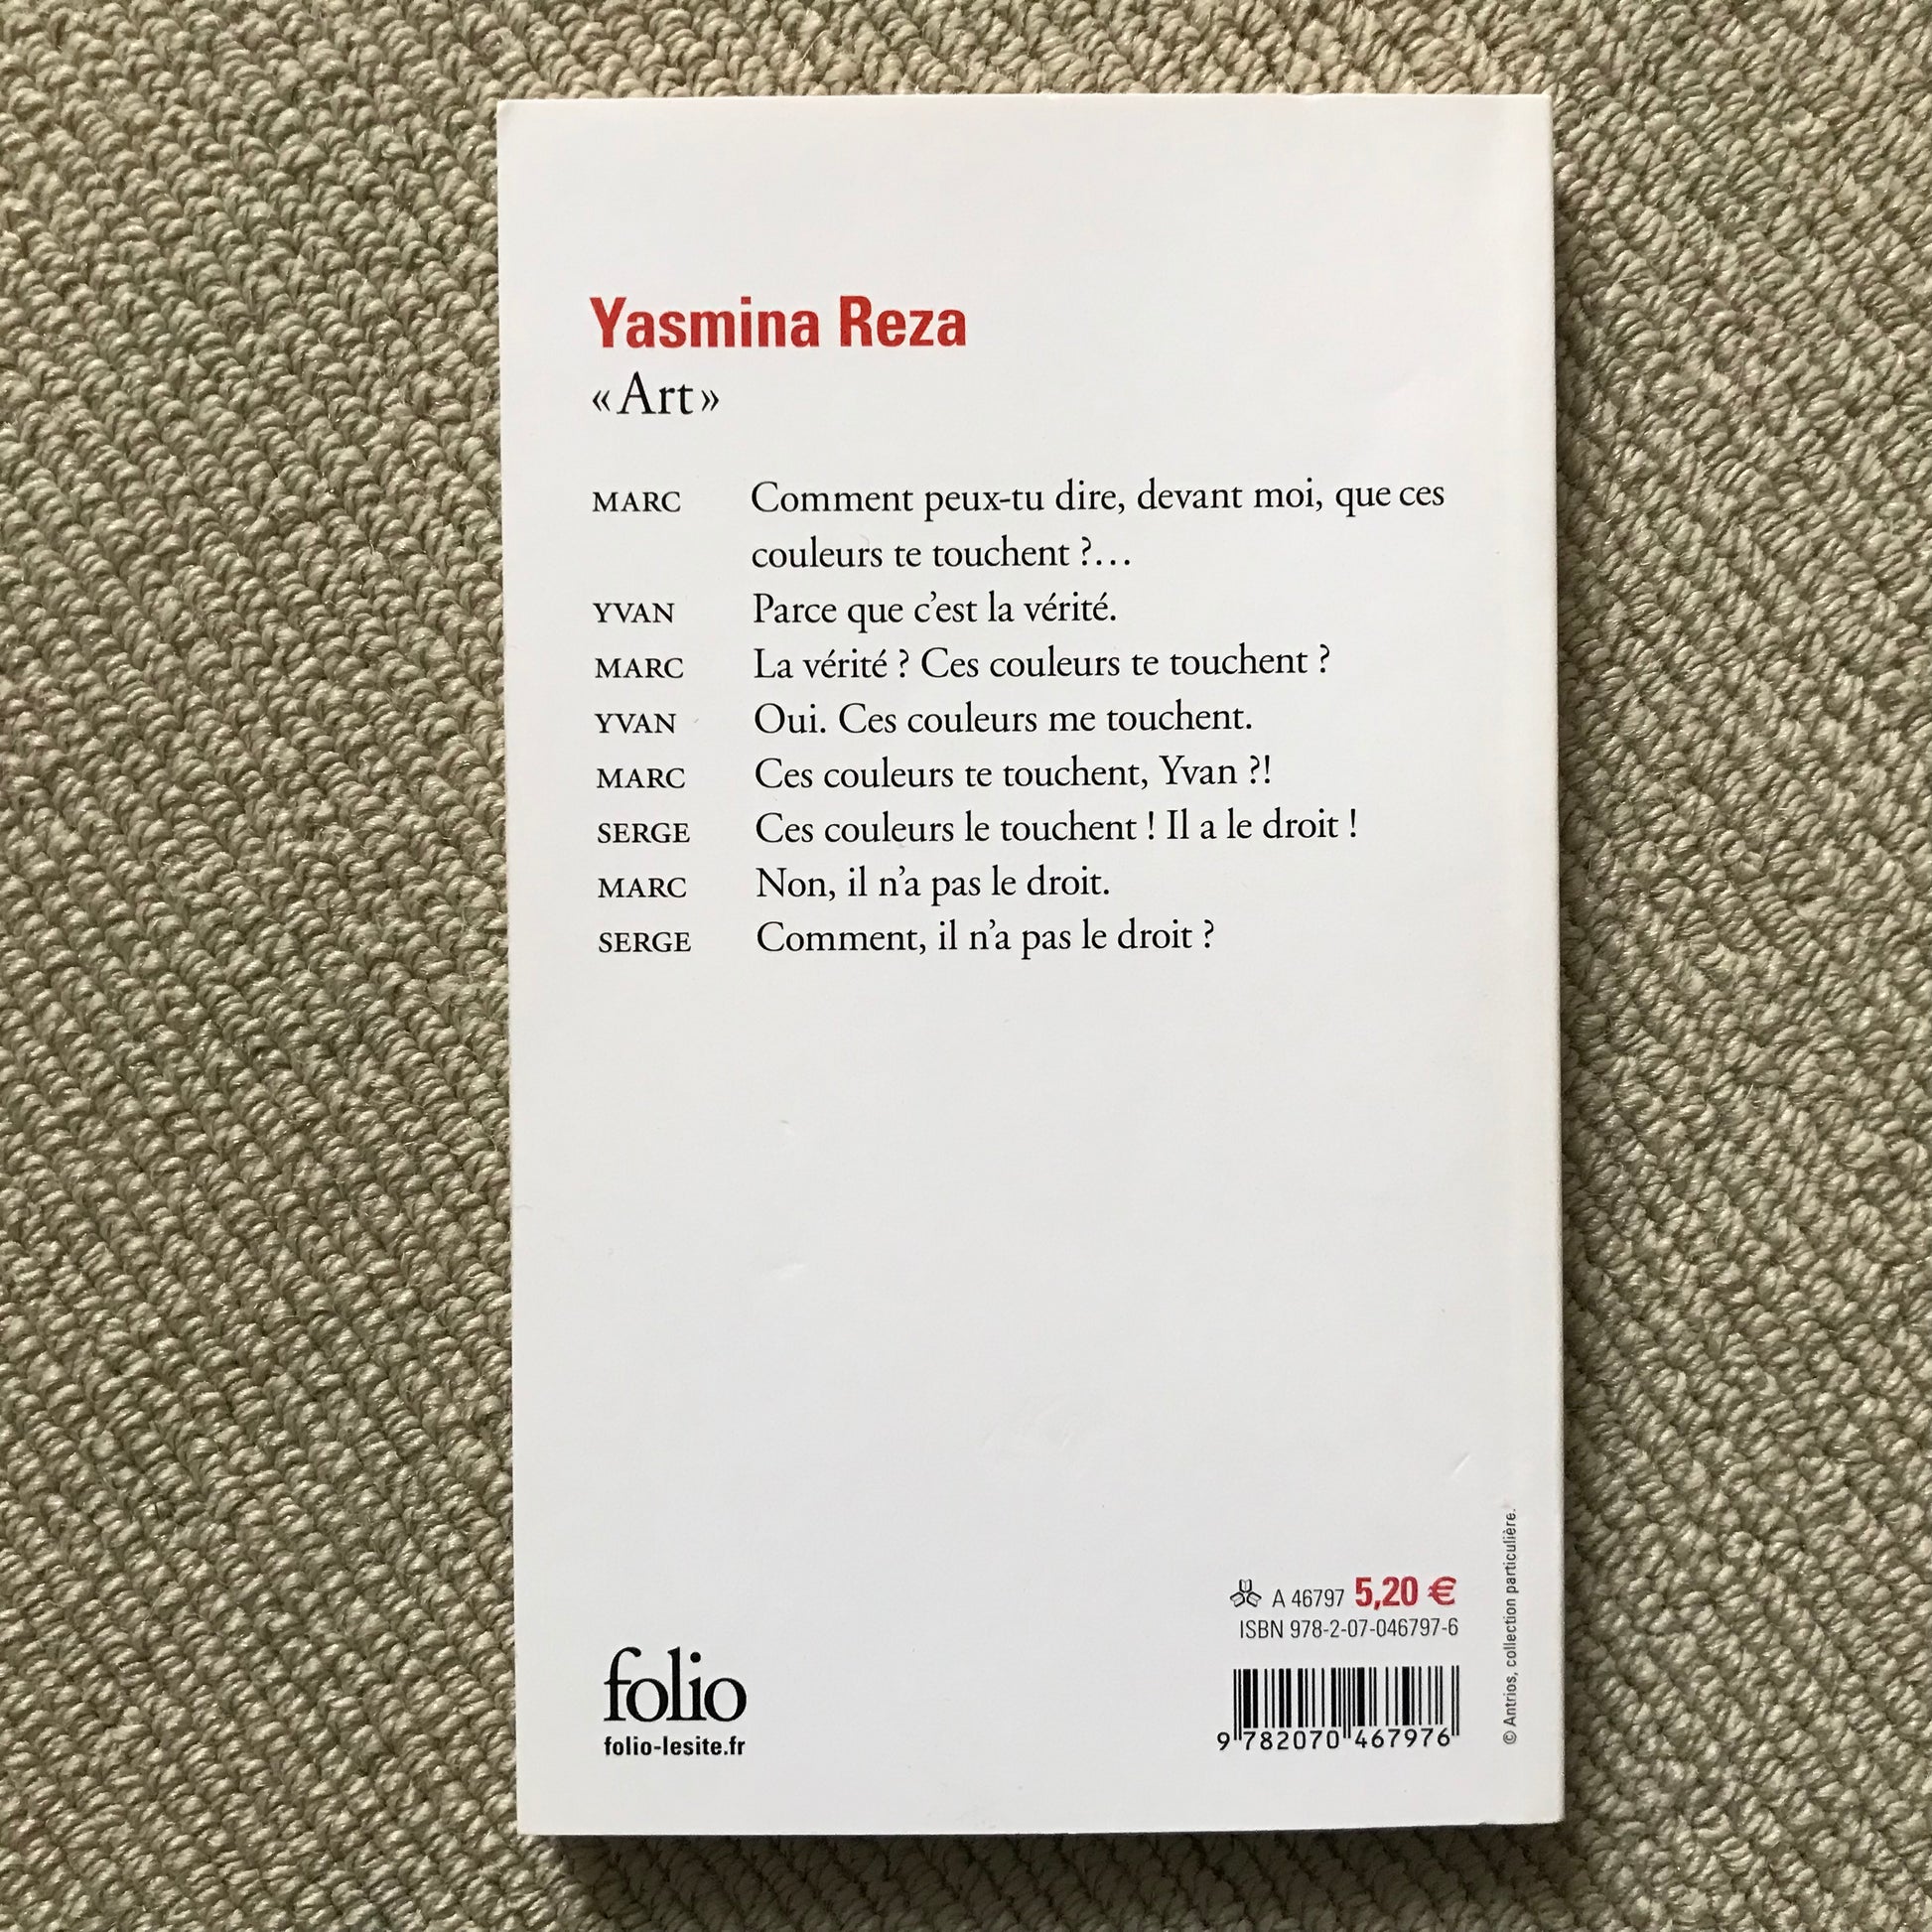 Yasmina Reza
« Art »
MARC Comment peux-tu dire, devant moi, que ces
couleurs te touchent ?…
YVAN Parce que c’est la vérité.
MARC La vérité ? Ces couleurs te touchent ?
YVAN Oui. Ces couleurs me touchent.
MARC Ces couleurs te touchent, Yvan ?!
SERGE Ces couleurs le touchent ! Il a le droit !
MARC Non, il n’a pas le droit.
SERGE Comment, il n’a pas le droit ?
A 46797 5,20 €
ISBN 978-2-07-046797-6
9 782070 467976
folio
folio-lesite.fr
© Antrios, collection particulière.